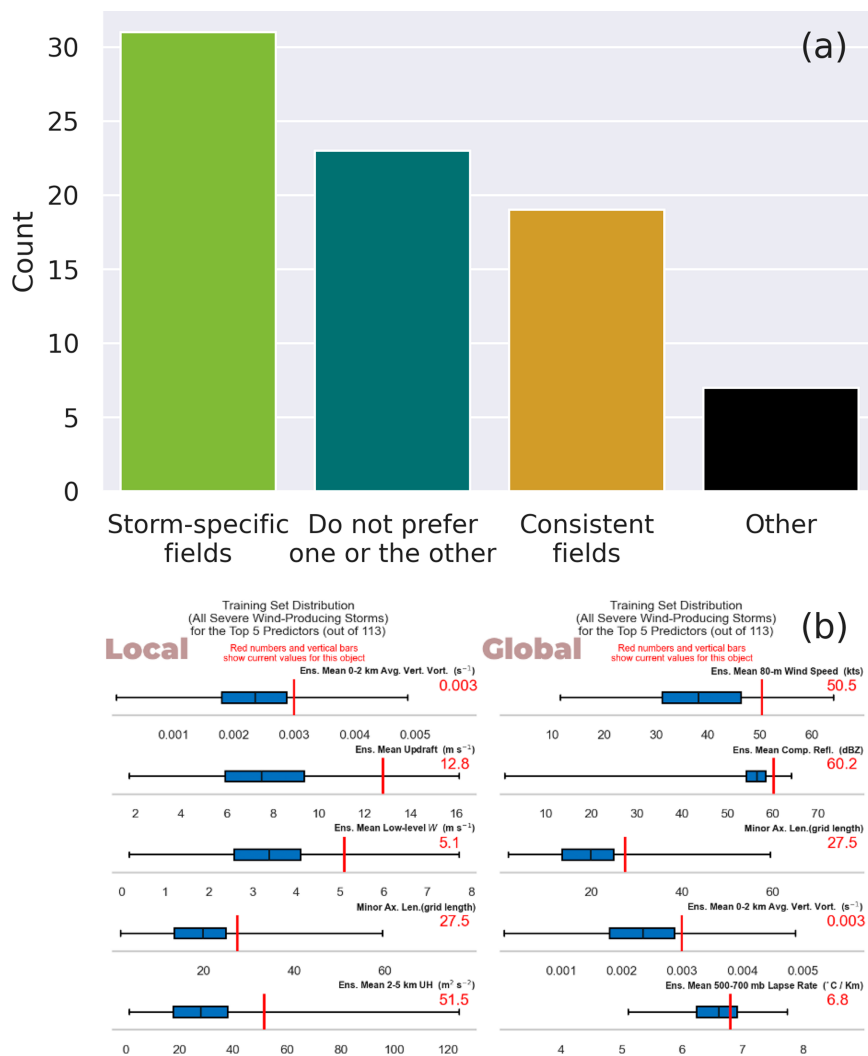 (a)
Count
30
25
20
15
10
5
0
Storm-specific fields
Do not prefer one or the other
Consistent fields
Other
(b)
Local
Training Set Distribution
(All Severe Wind-Producing Storms)
for the Top 5 Predictors (out of 113)
Red numbers and vertical bars
show current values for this object
Ens. Mean 0-2 km Avg. Vert. Vort. (s⁻¹)
0.003
0.001 0.002 0.003 0.004 0.005
Ens. Mean Updraft (m s⁻¹)
12.8
2 4 6 8 10 12 14 16
Ens. Mean Low-level W (m s⁻¹)
5.1
0 1 2 3 4 5 6 7 8
Minor Ax. Len.(grid length)
27.5
20 40 60
Ens. Mean 2-5 km UH (m² s⁻²)
51.5
0 20 40 60 80 100 120
Global
Training Set Distribution
(All Severe Wind-Producing Storms)
for the Top 5 Predictors (out of 113)
Red numbers and vertical bars
show current values for this object
Ens. Mean 80-m Wind Speed (kts)
50.5
10 20 30 40 50 60
Ens. Mean Comp. Refl. (dBZ)
60.2
10 20 30 40 50 60 70
Minor Ax. Len.(grid length)
27.5
20 40 60
Ens. Mean 0-2 km Avg. Vert. Vort. (s⁻¹)
0.003
0.001 0.002 0.003 0.004 0.005
Ens. Mean 500-700 mb Lapse Rate (°C / Km)
6.8
4 5 6 7 8